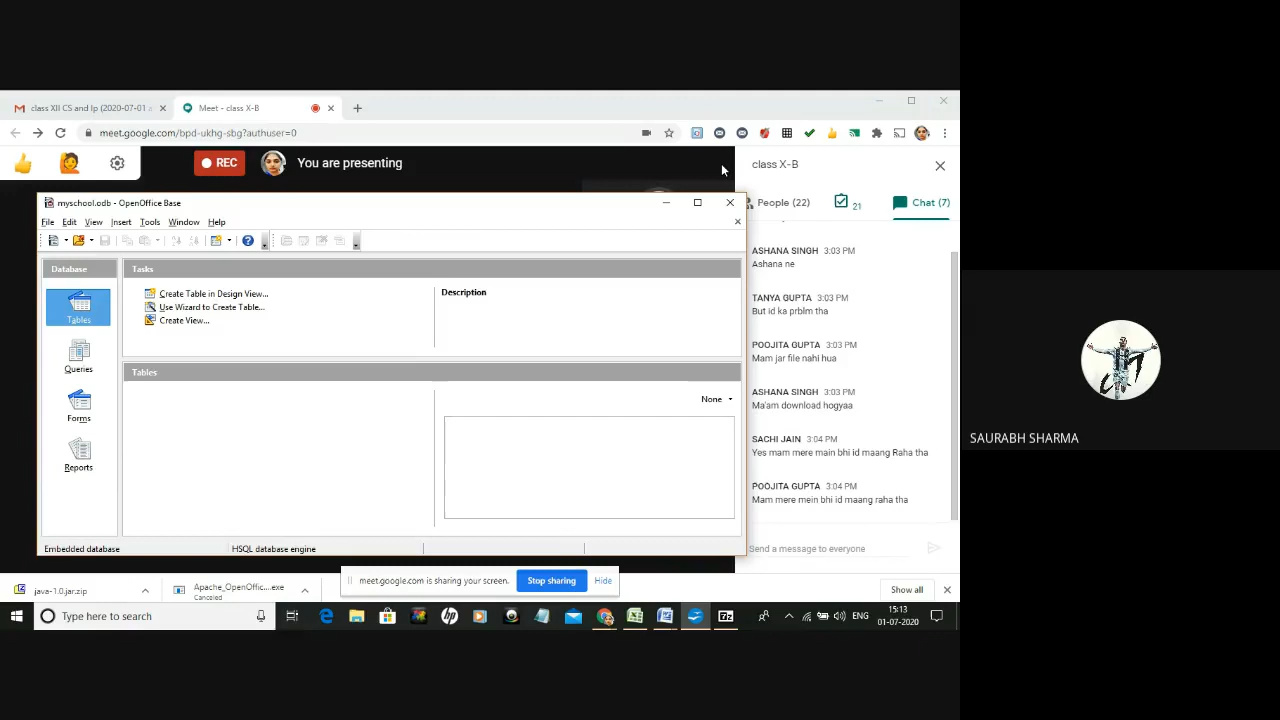 class XII CS and Ip (2020-07-01 a
Meet - class X-B
meet.google.com/bpd-ukhg-sbg?authuser=0
REC
You are presenting
class X-B
People (22)
21
Chat (7)
myschool.odb - OpenOffice Base
File Edit View Insert Tools Window Help
Database
Tables
Queries
Forms
Reports
Tasks
Create Table in Design View...
Use Wizard to Create Table...
Create View...
Description
Tables
None
Embedded database
HSQL database engine
ASHANA SINGH 3:03 PM
Ashana ne
TANYA GUPTA 3:03 PM
But id ka prblm tha
POOJITA GUPTA 3:03 PM
Mam jar file nahi hua
ASHANA SINGH 3:03 PM
Ma'am download hogyaa
SACHI JAIN 3:04 PM
Yes mam mere main bhi id maang Raha tha
POOJITA GUPTA 3:04 PM
Mam mere mein bhi id maang raha tha
Send a message to everyone
SAURABH SHARMA
java-1.0.jar.zip
Apache_OpenOffic....exe
Canceled
meet.google.com is sharing your screen.
Stop sharing
Hide
Show all
Type here to search
hp
7z
ENG
15:13
01-07-2020